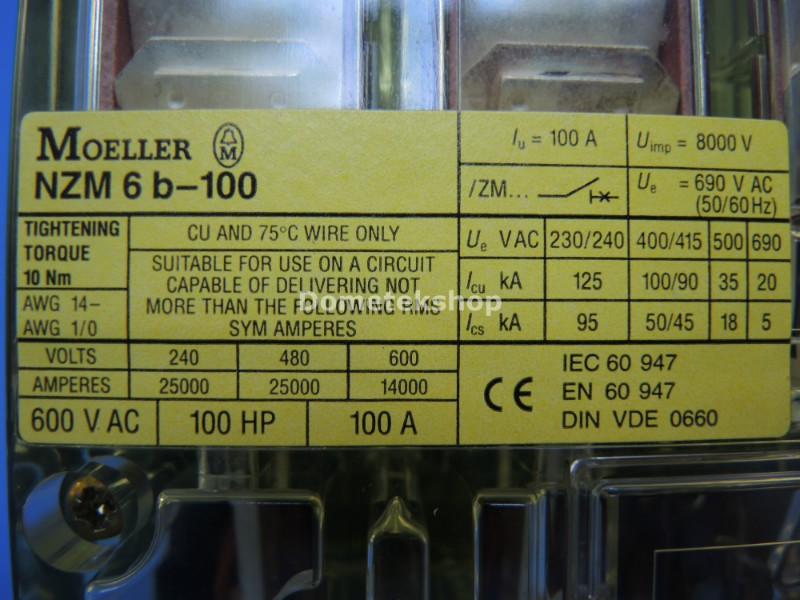 MOELLER M
NZM 6 b-100
TIGHTENING
TORQUE
10 Nm
AWG 14-
AWG 1/0
CU AND 75°C WIRE ONLY
SUITABLE FOR USE ON A CIRCUIT
CAPABLE OF DELIVERING NOT
MORE THAN THE FOLLOWING RMS
SYM AMPERES
VOLTS 240 480 600
AMPERES 25000 25000 14000
600 V AC 100 HP 100 A
Iu = 100 A Uimp = 8000 V
/ZM... Ue = 690 V AC
(50/60 Hz)
Ue V AC 230/240 400/415 500 690
Icu kA 125 100/90 35 20
Ics kA 95 50/45 18 5
CE
IEC 60 947
EN 60 947
DIN VDE 0660
Dometekshop